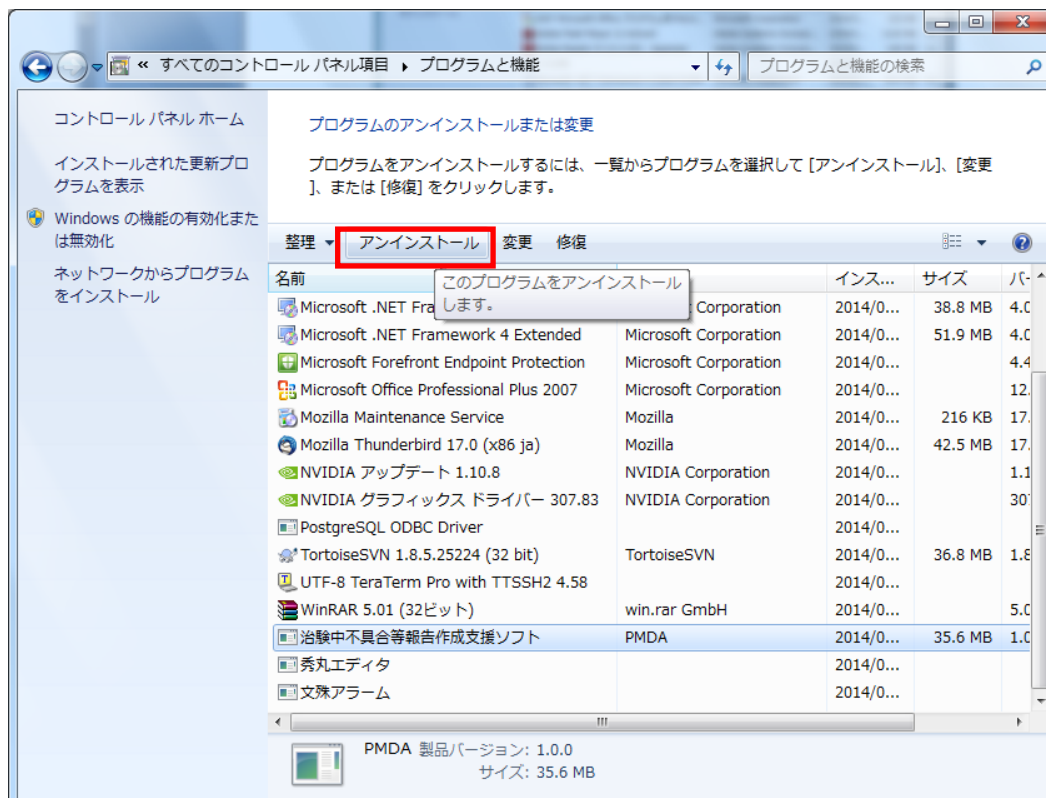 « すべてのコントロール パネル項目 ▸ プログラムと機能
プログラムと機能の検索
コントロール パネル ホーム
インストールされた更新プロ
グラムを表示
Windows の機能の有効化また
は無効化
ネットワークからプログラム
をインストール
プログラムのアンインストールまたは変更
プログラムをアンインストールするには、一覧からプログラムを選択して [アンインストール]、[変更
]、または [修復] をクリックします。
整理 アンインストール 変更 修復
名前 インス... サイズ バー
このプログラムをアンインストール
します。
Microsoft .NET Fra Corporation 2014/0... 38.8 MB 4.0
Microsoft .NET Framework 4 Extended Microsoft Corporation 2014/0... 51.9 MB 4.0
Microsoft Forefront Endpoint Protection Microsoft Corporation 2014/0... 4.4
Microsoft Office Professional Plus 2007 Microsoft Corporation 2014/0... 12.
Mozilla Maintenance Service Mozilla 2014/0... 216 KB 17.
Mozilla Thunderbird 17.0 (x86 ja) Mozilla 2014/0... 42.5 MB 17.
NVIDIA アップデート 1.10.8 NVIDIA Corporation 2014/0... 1.1
NVIDIA グラフィックス ドライバー 307.83 NVIDIA Corporation 2014/0... 307
PostgreSQL ODBC Driver 2014/0...
TortoiseSVN 1.8.5.25224 (32 bit) TortoiseSVN 2014/0... 36.8 MB 1.8
UTF-8 TeraTerm Pro with TTSSH2 4.58 2014/0...
WinRAR 5.01 (32ビット) win.rar GmbH 2014/0... 5.0
治験中不具合等報告作成支援ソフト PMDA 2014/0... 35.6 MB 1.0
秀丸エディタ 2014/0...
文殊アラーム 2014/0...
PMDA 製品バージョン: 1.0.0
サイズ: 35.6 MB